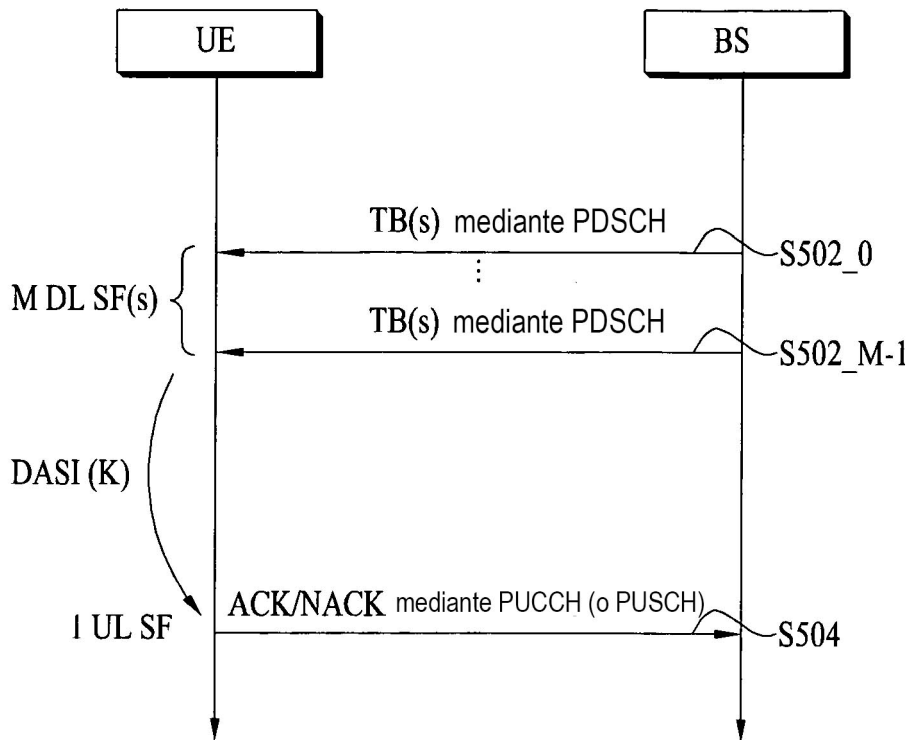 UE
BS
TB(s) mediante PDSCH
S502_0
M DL SF(s)
TB(s) mediante PDSCH
S502_M-1
DASI (K)
ACK/NACK mediante PUCCH (o PUSCH)
1 UL SF
S504